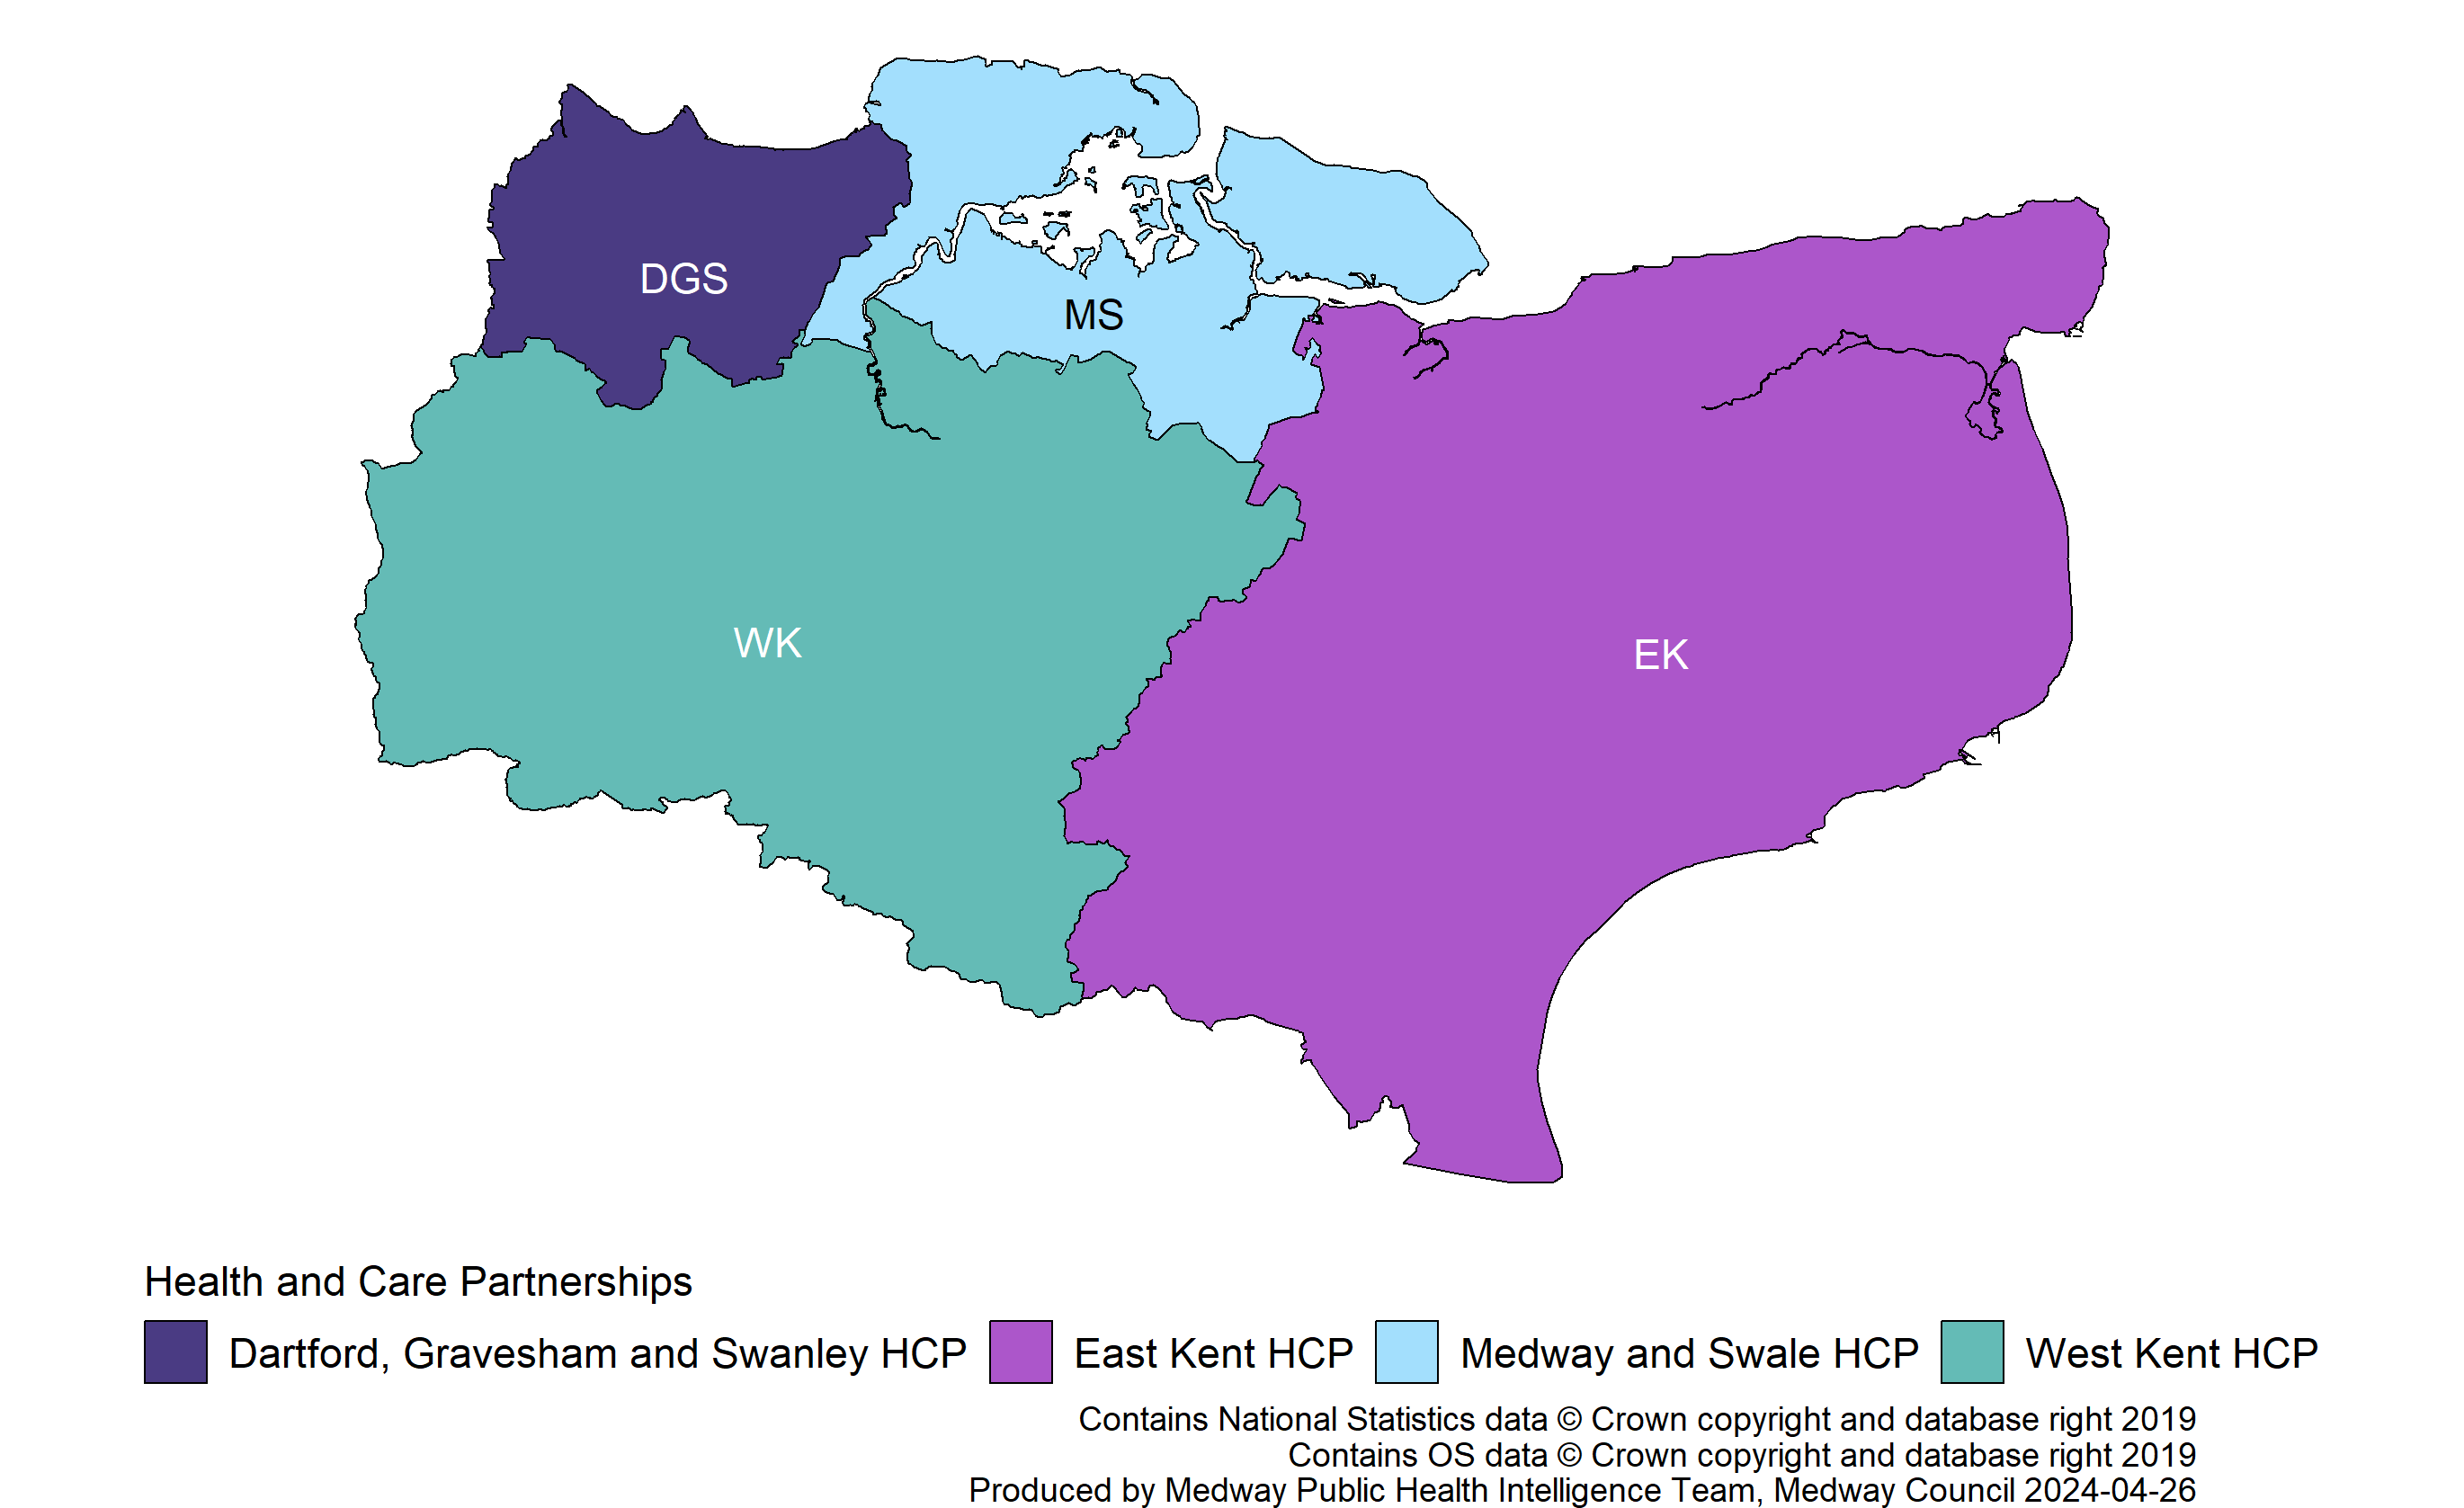 DGS
MS
WK
EK
Health and Care Partnerships
Dartford, Gravesham and Swanley HCP East Kent HCP Medway and Swale HCP West Kent HCP
Contains National Statistics data © Crown copyright and database right 2019
Contains OS data © Crown copyright and database right 2019
Produced by Medway Public Health Intelligence Team, Medway Council 2024-04-26